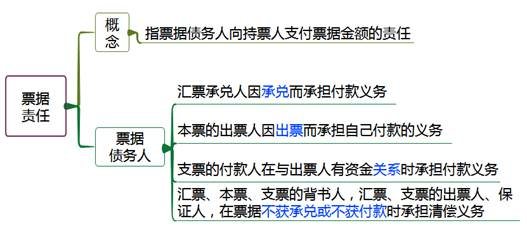 概
念
指票据债务人向持票人支付票据金额的责任
票据
责任
汇票承兑人因承兑而承担付款义务
本票的出票人因出票而承担自己付款的义务
票据
债务人
支票的付款人在与出票人有资金关系时承担付款义务
汇票、本票、支票的背书人，汇票、支票的出票人、保
证人，在票据不获承兑或不获付款时承担清偿义务